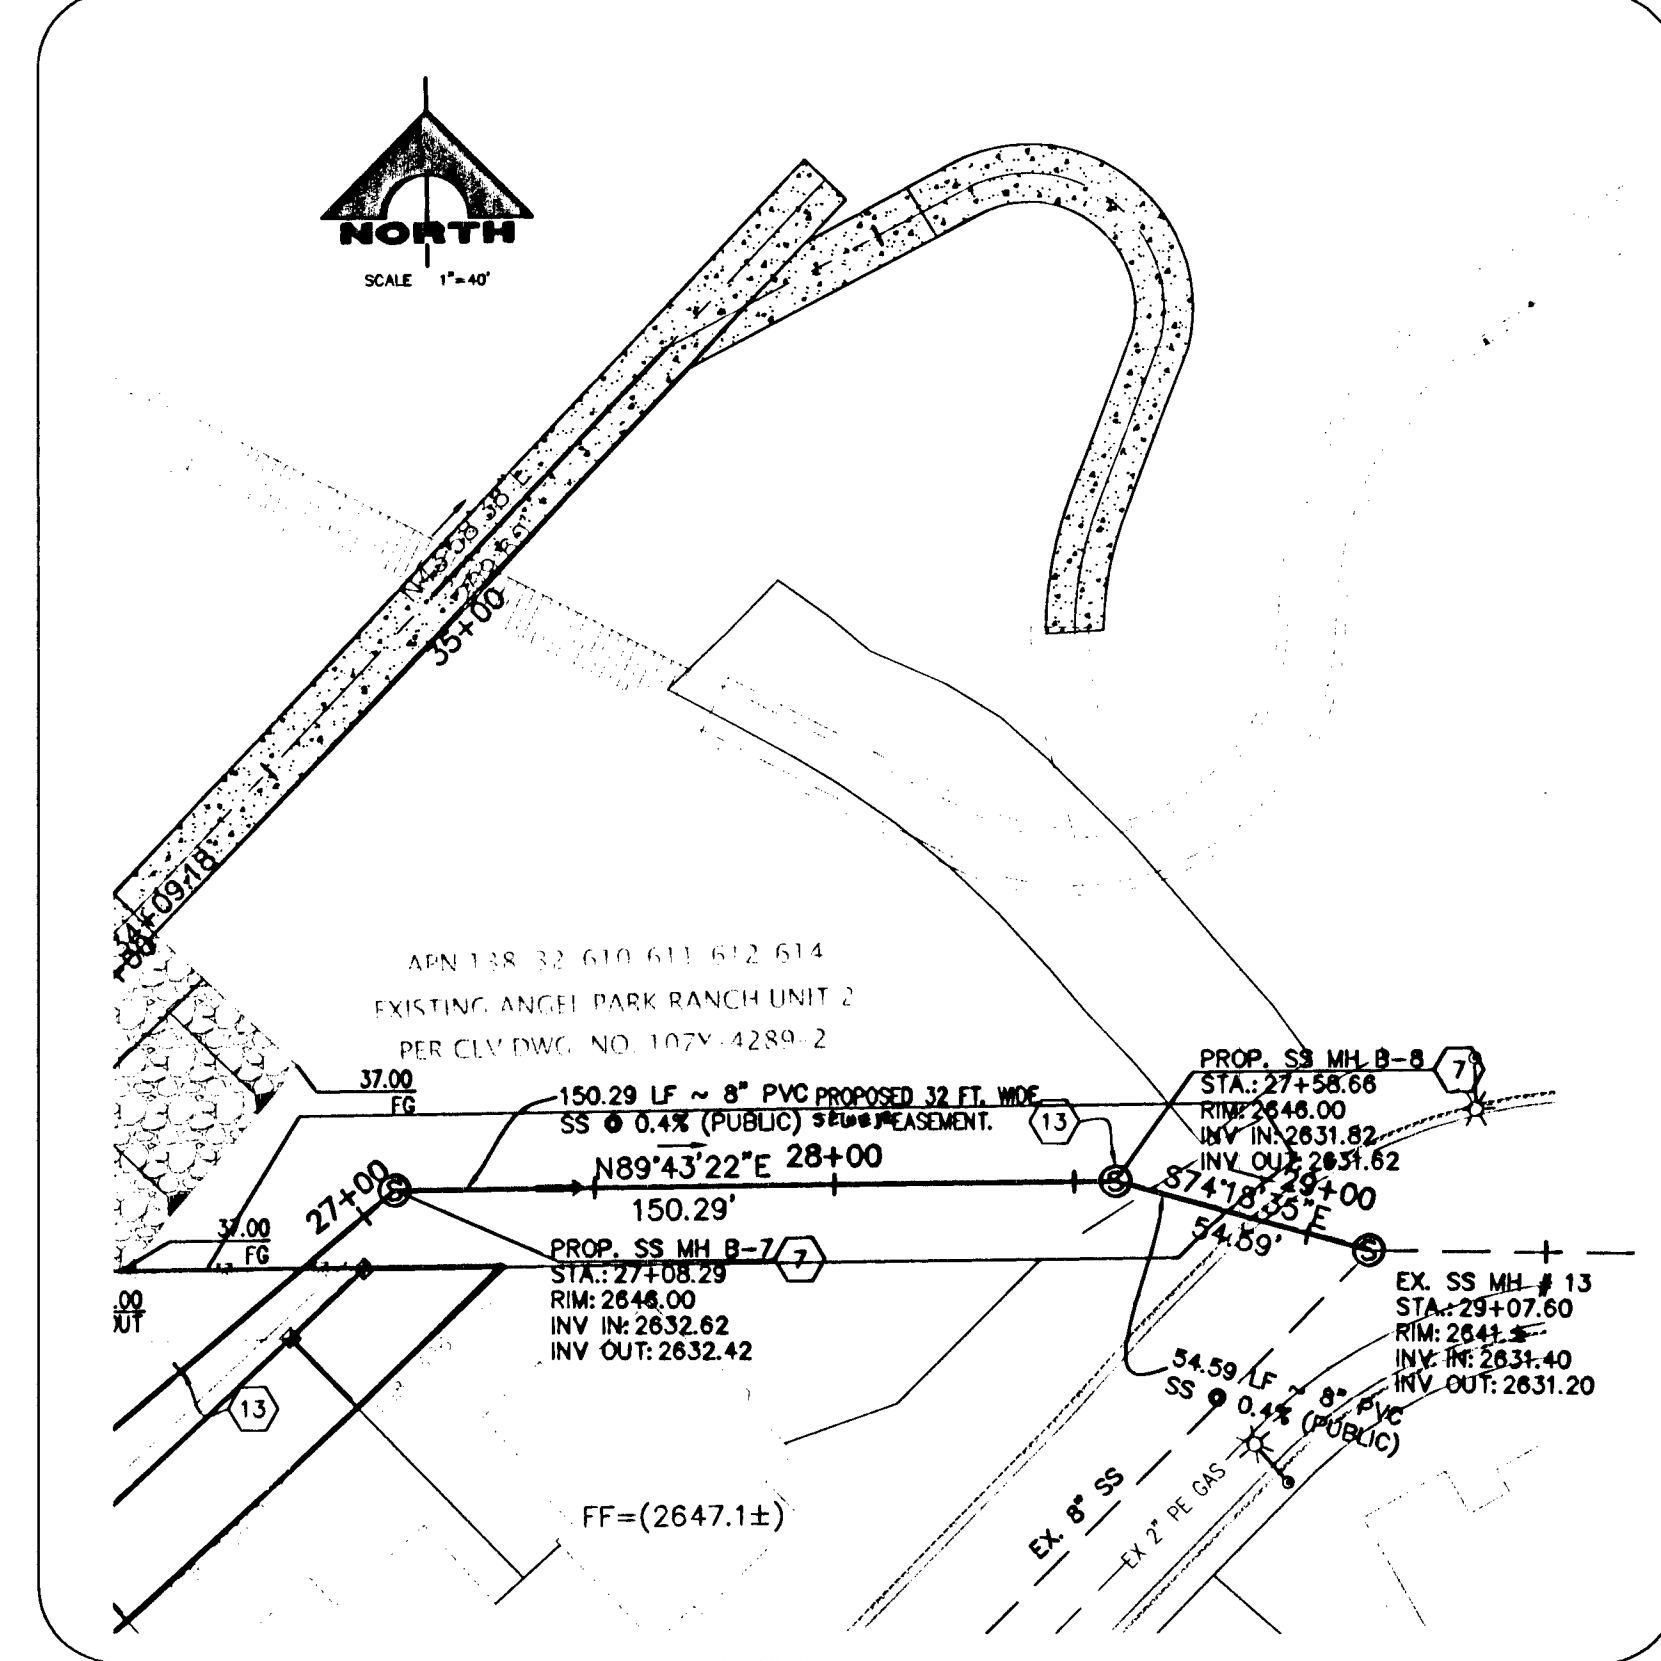 NORTH
SCALE 1"=40'
35+00
APN 138 32 610 611 612 614
EXISTING ANGEL PARK RANCH UNIT 2
PER CLV DWG. NO. 107Y-4289-2
37.00
FG
150.29 LF ~ 8" PVC
SS @ 0.4% (PUBLIC)
PROPOSED 32 FT. WIDE
SEWER EASEMENT.
13
PROP. SS MH B-8
7
STA.: 27+58.66
RIM: 2646.00
INV IN: 2631.82
INV OUT: 2631.62
27+00
N89°43'22"E 28+00
150.29'
S74°18'35"E
29+00
54.59'
37.00
FG
PROP. SS MH B-7
7
STA.: 27+08.29
RIM: 2646.00
INV IN: 2632.62
INV OUT: 2632.42
EX. SS MH # 13
STA.: 29+07.60
RIM: 2641.±
INV. IN: 2631.40
INV OUT: 2631.20
.00
OUT
54.59 LF ~ 8" PVC
SS @ 0.4% (PUBLIC)
13
EX. 8" SS
EX 2" PE GAS
FF=(2647.1±)